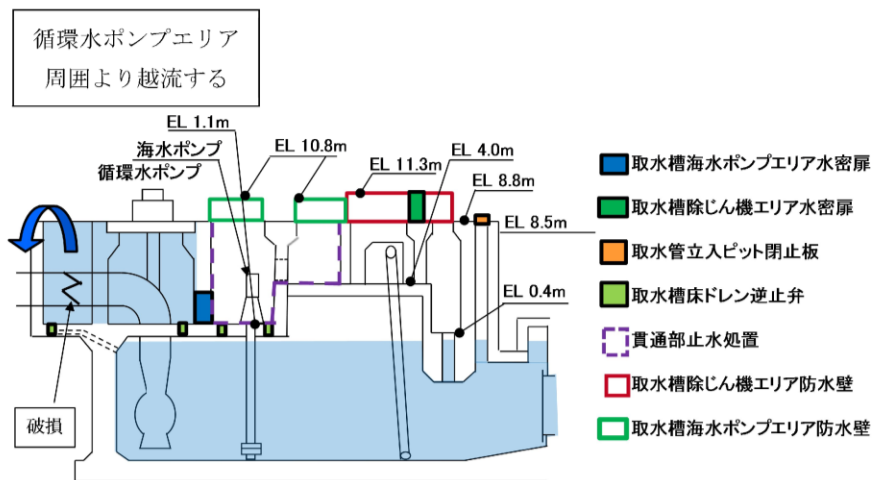 循環水ポンプエリア
周囲より越流する
EL 1.1m
海水ポンプ
循環水ポンプ
EL 10.8m
EL 11.3m
EL 4.0m
EL 8.8m
EL 8.5m
EL 0.4m
破損
取水槽海水ポンプエリア水密扉
取水槽除じん機エリア水密扉
取水管立入ピット閉止板
取水槽床ドレン逆止弁
貫通部止水処置
取水槽除じん機エリア防水壁
取水槽海水ポンプエリア防水壁